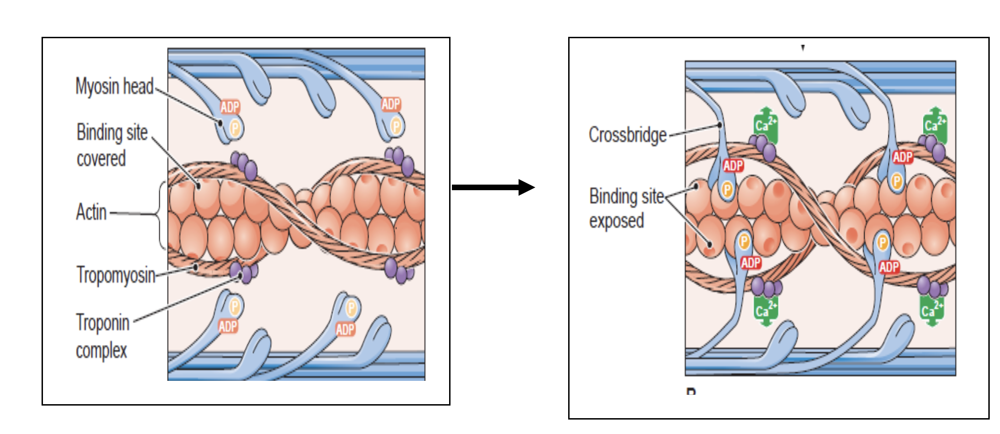 Myosin head
ADP
P
ADP
P
Binding site
covered
Actin
Tropomyosin
Troponin
complex
P
ADP
P
ADP
Crossbridge
Ca2+
Ca2+
ADP
P
ADP
P
Binding site
exposed
P
ADP
P
ADP
Ca2+
Ca2+